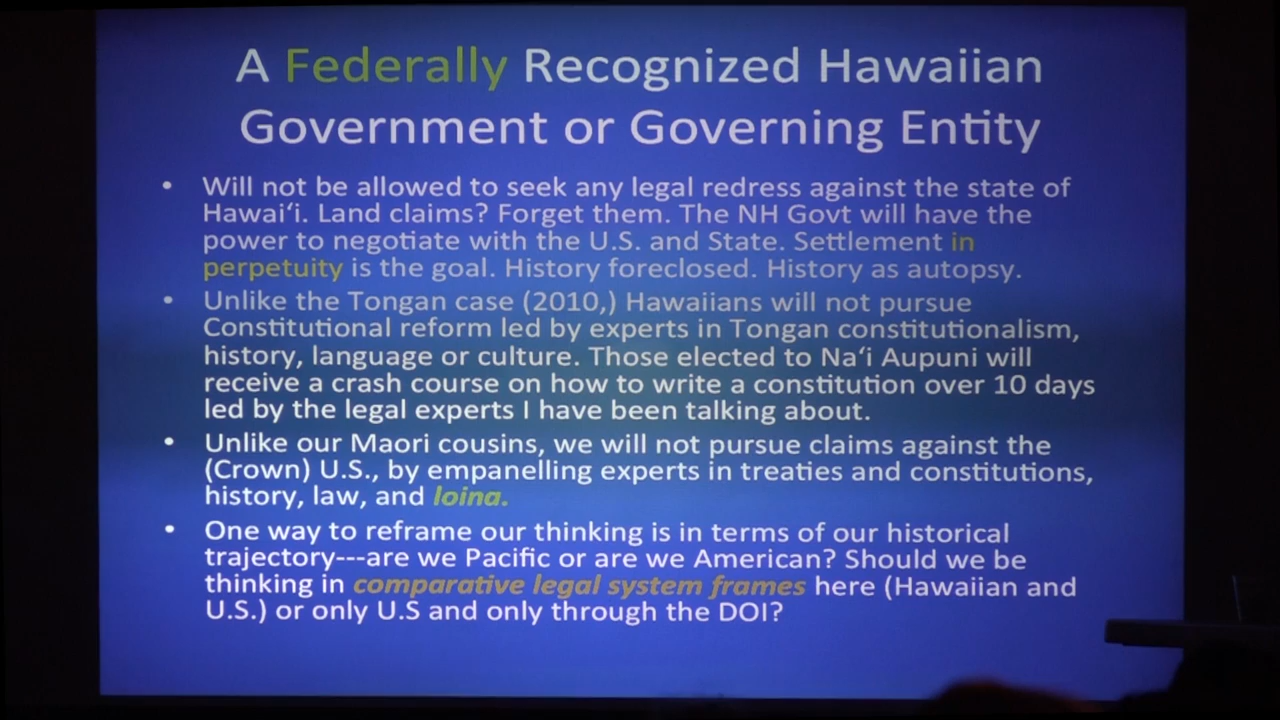 A Federally Recognized Hawaiian
Government or Governing Entity
• Will not be allowed to seek any legal redress against the state of
Hawaiʻi. Land claims? Forget them. The NH Govt will have the
power to negotiate with the U.S. and State. Settlement in
perpetuity is the goal. History foreclosed. History as autopsy.
• Unlike the Tongan case (2010,) Hawaiians will not pursue
Constitutional reform led by experts in Tongan constitutionalism,
history, language or culture. Those elected to Naʻi Aupuni will
receive a crash course on how to write a constitution over 10 days
led by the legal experts I have been talking about.
• Unlike our Maori cousins, we will not pursue claims against the
(Crown) U.S., by empanelling experts in treaties and constitutions,
history, law, and loina.
• One way to reframe our thinking is in terms of our historical
trajectory---are we Pacific or are we American? Should we be
thinking in comparative legal system frames here (Hawaiian and
U.S.) or only U.S and only through the DOI?